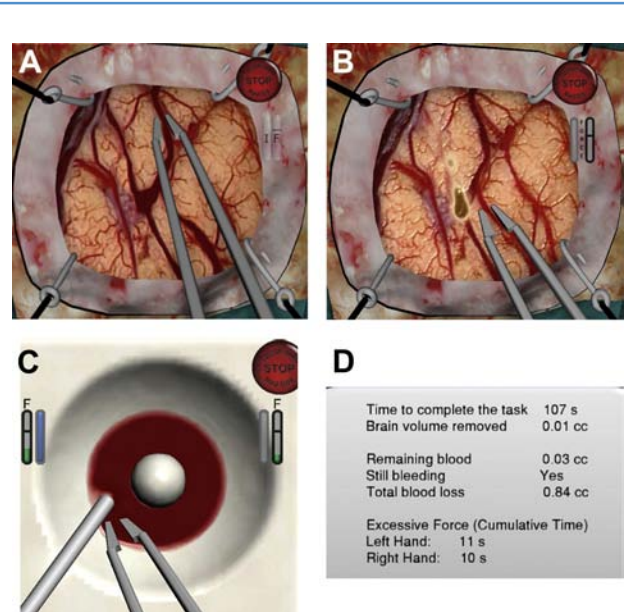 A
STOP
I F
B
STOP
C
STOP
F
F
D
Time to complete the task 107 s
Brain volume removed 0.01 cc
Remaining blood 0.03 cc
Still bleeding Yes
Total blood loss 0.84 cc
Excessive Force (Cumulative Time)
Left Hand: 11 s
Right Hand: 10 s